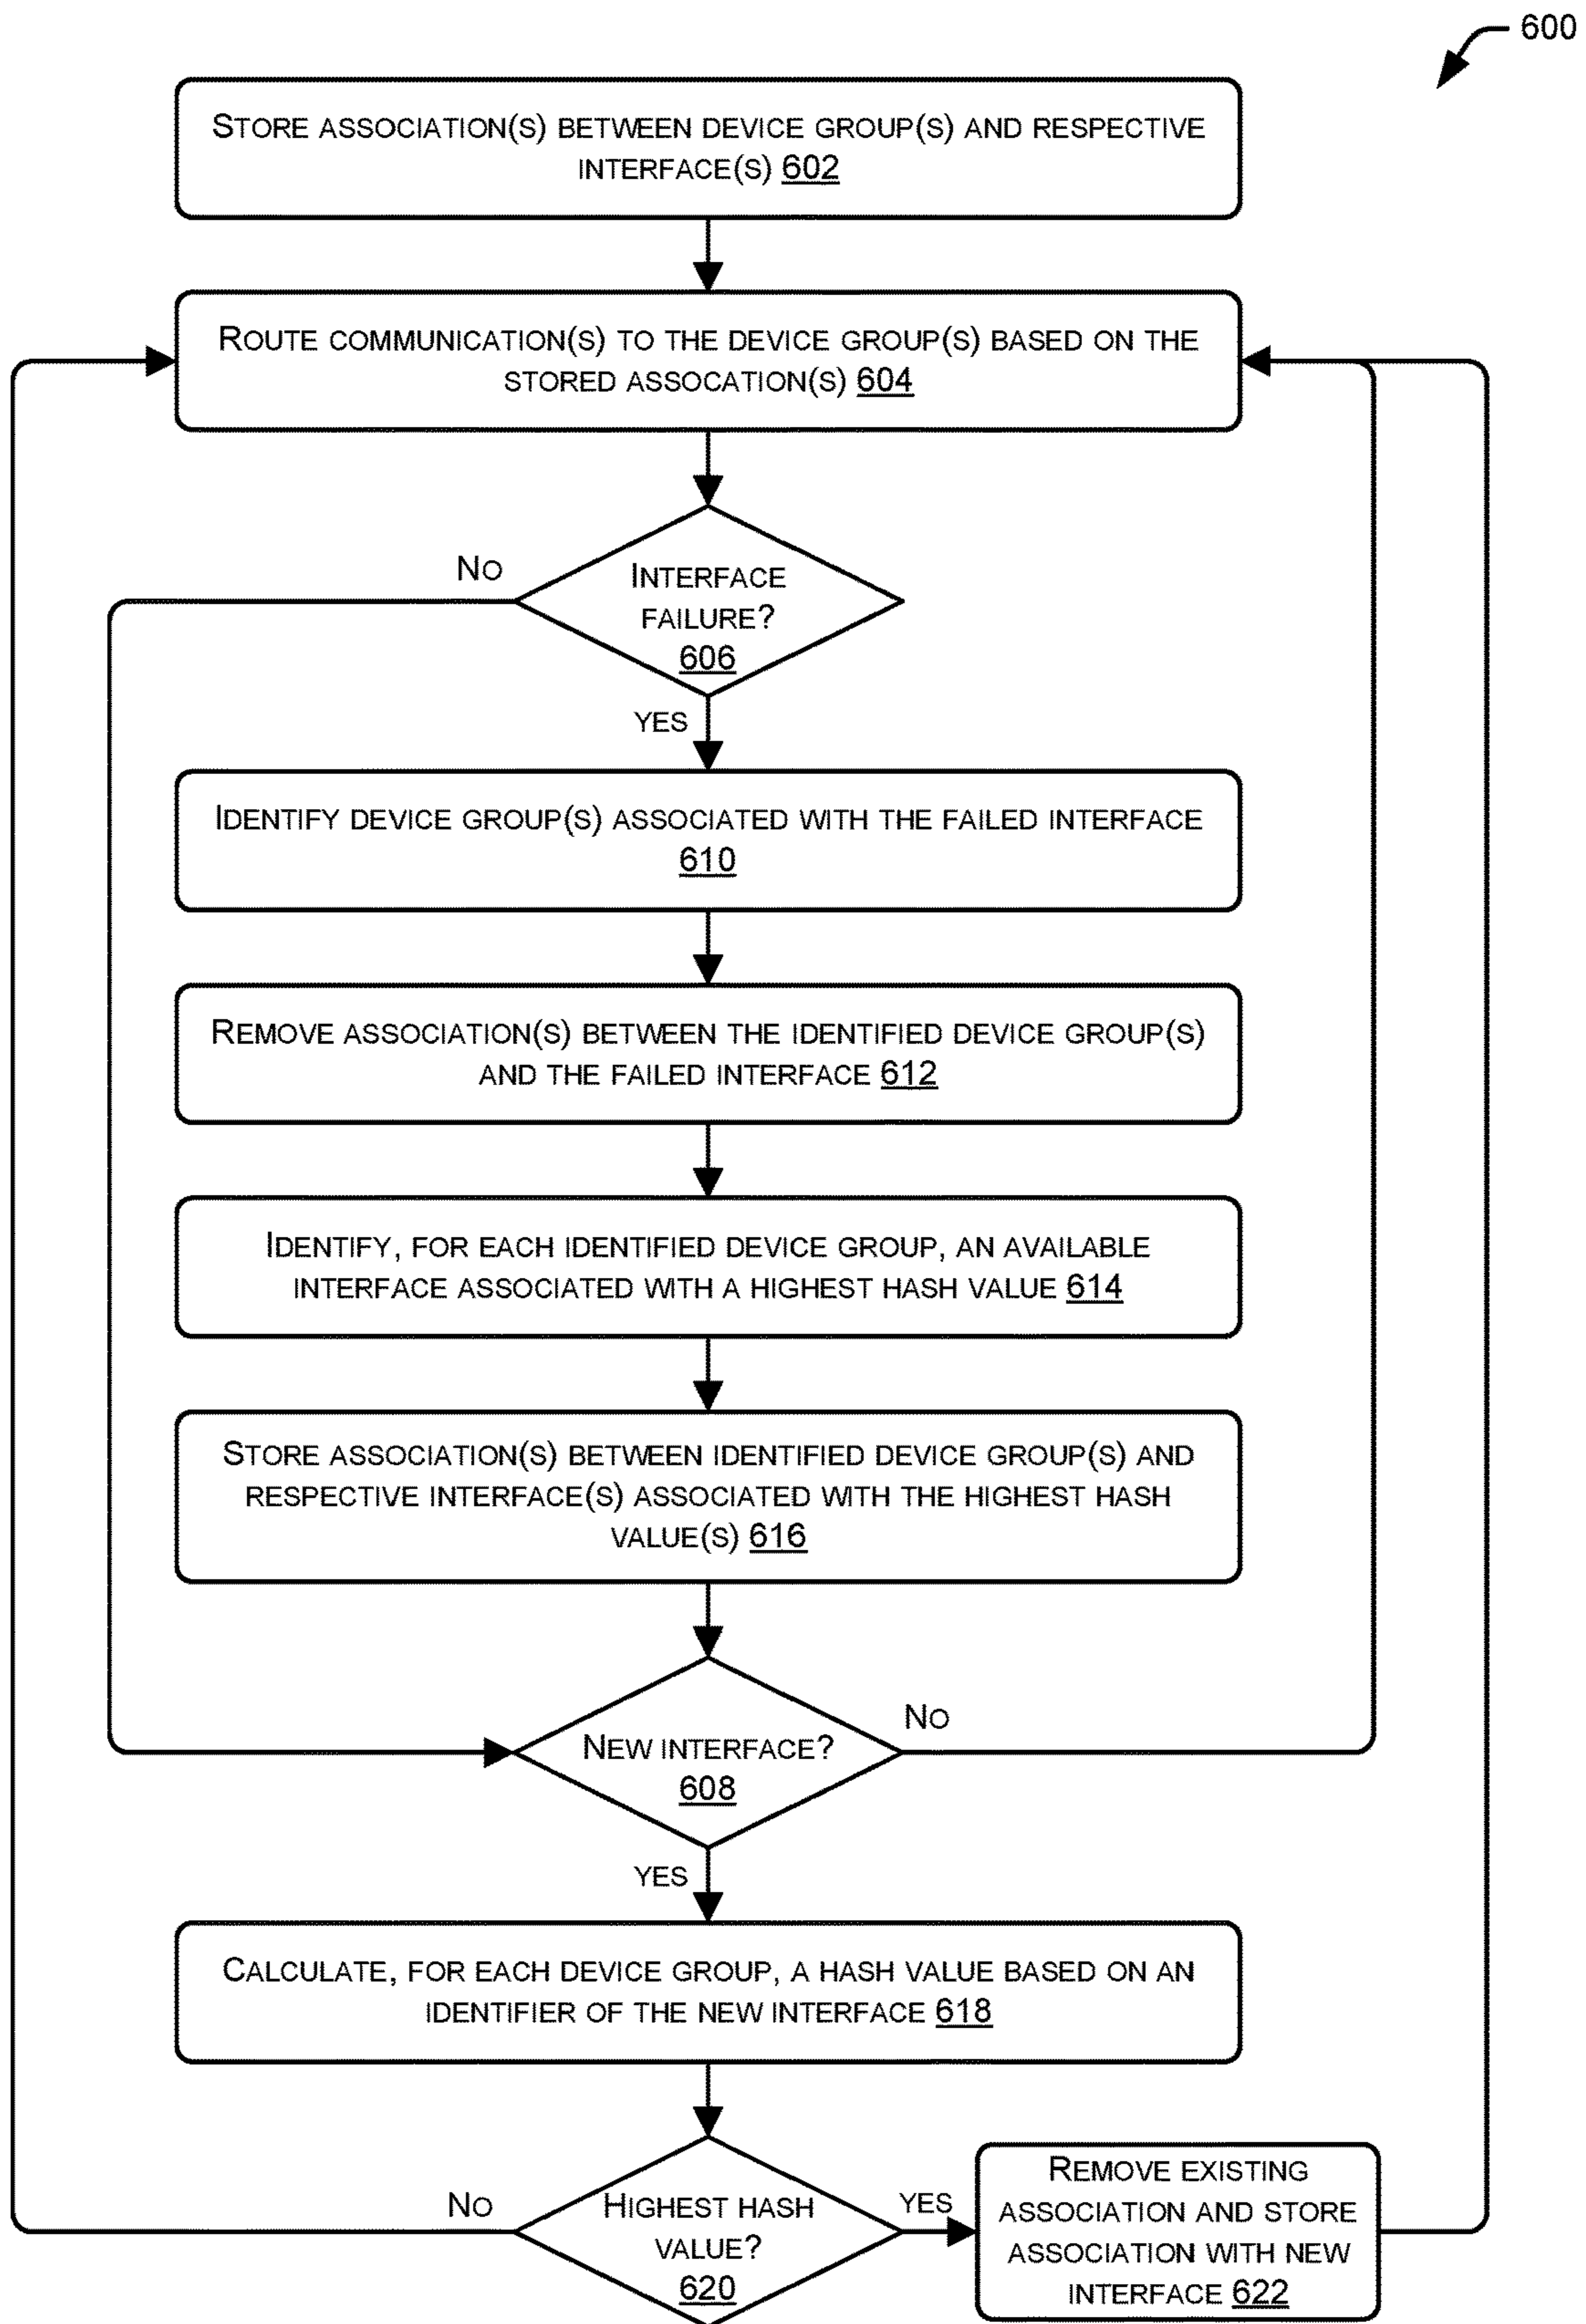 600
STORE ASSOCIATION(S) BETWEEN DEVICE GROUP(S) AND RESPECTIVE
INTERFACE(S) 602
ROUTE COMMUNICATION(S) TO THE DEVICE GROUP(S) BASED ON THE
STORED ASSOCATION(S) 604
NO
INTERFACE
FAILURE?
606
YES
IDENTIFY DEVICE GROUP(S) ASSOCIATED WITH THE FAILED INTERFACE
610
REMOVE ASSOCIATION(S) BETWEEN THE IDENTIFIED DEVICE GROUP(S)
AND THE FAILED INTERFACE 612
IDENTIFY, FOR EACH IDENTIFIED DEVICE GROUP, AN AVAILABLE
INTERFACE ASSOCIATED WITH A HIGHEST HASH VALUE 614
STORE ASSOCIATION(S) BETWEEN IDENTIFIED DEVICE GROUP(S) AND
RESPECTIVE INTERFACE(S) ASSOCIATED WITH THE HIGHEST HASH
VALUE(S) 616
NEW INTERFACE?
608
NO
YES
CALCULATE, FOR EACH DEVICE GROUP, A HASH VALUE BASED ON AN
IDENTIFIER OF THE NEW INTERFACE 618
NO
HIGHEST HASH
VALUE?
620
YES
REMOVE EXISTING
ASSOCIATION AND STORE
ASSOCIATION WITH NEW
INTERFACE 622